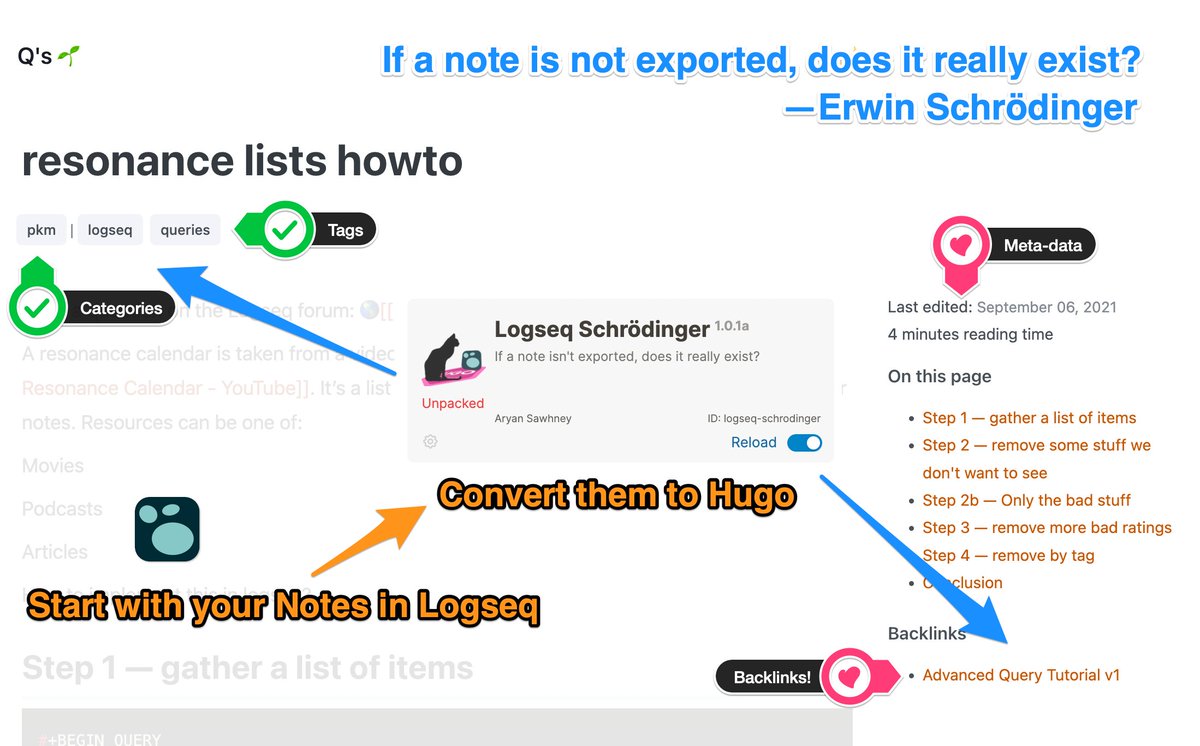 Q's
If a note is not exported, does it really exist?
—Erwin Schrödinger
resonance lists howto
pkm | logseq queries
Tags
Categories
the Logseq forum: [[
A resonance calendar is taken from a video
Resonance Calendar - YouTube]]. It's a list
notes. Resources can be one of:
Movies
Podcasts
Articles
Start with your Notes in Logseq
Step 1 — gather a list of items
#+BEGIN_QUERY
Logseq Schrödinger 1.0.1a
If a note isn't exported, does it really exist?
Unpacked
Aryan Sawhney
ID: logseq-schrodinger
Reload
Convert them to Hugo
Meta-data
Last edited: September 06, 2021
4 minutes reading time
On this page
Step 1 — gather a list of items
Step 2 — remove some stuff we
don't want to see
Step 2b — Only the bad stuff
Step 3 — remove more bad ratings
Step 4 — remove by tag
Conclusion
Backlinks
Backlinks!
Advanced Query Tutorial v1